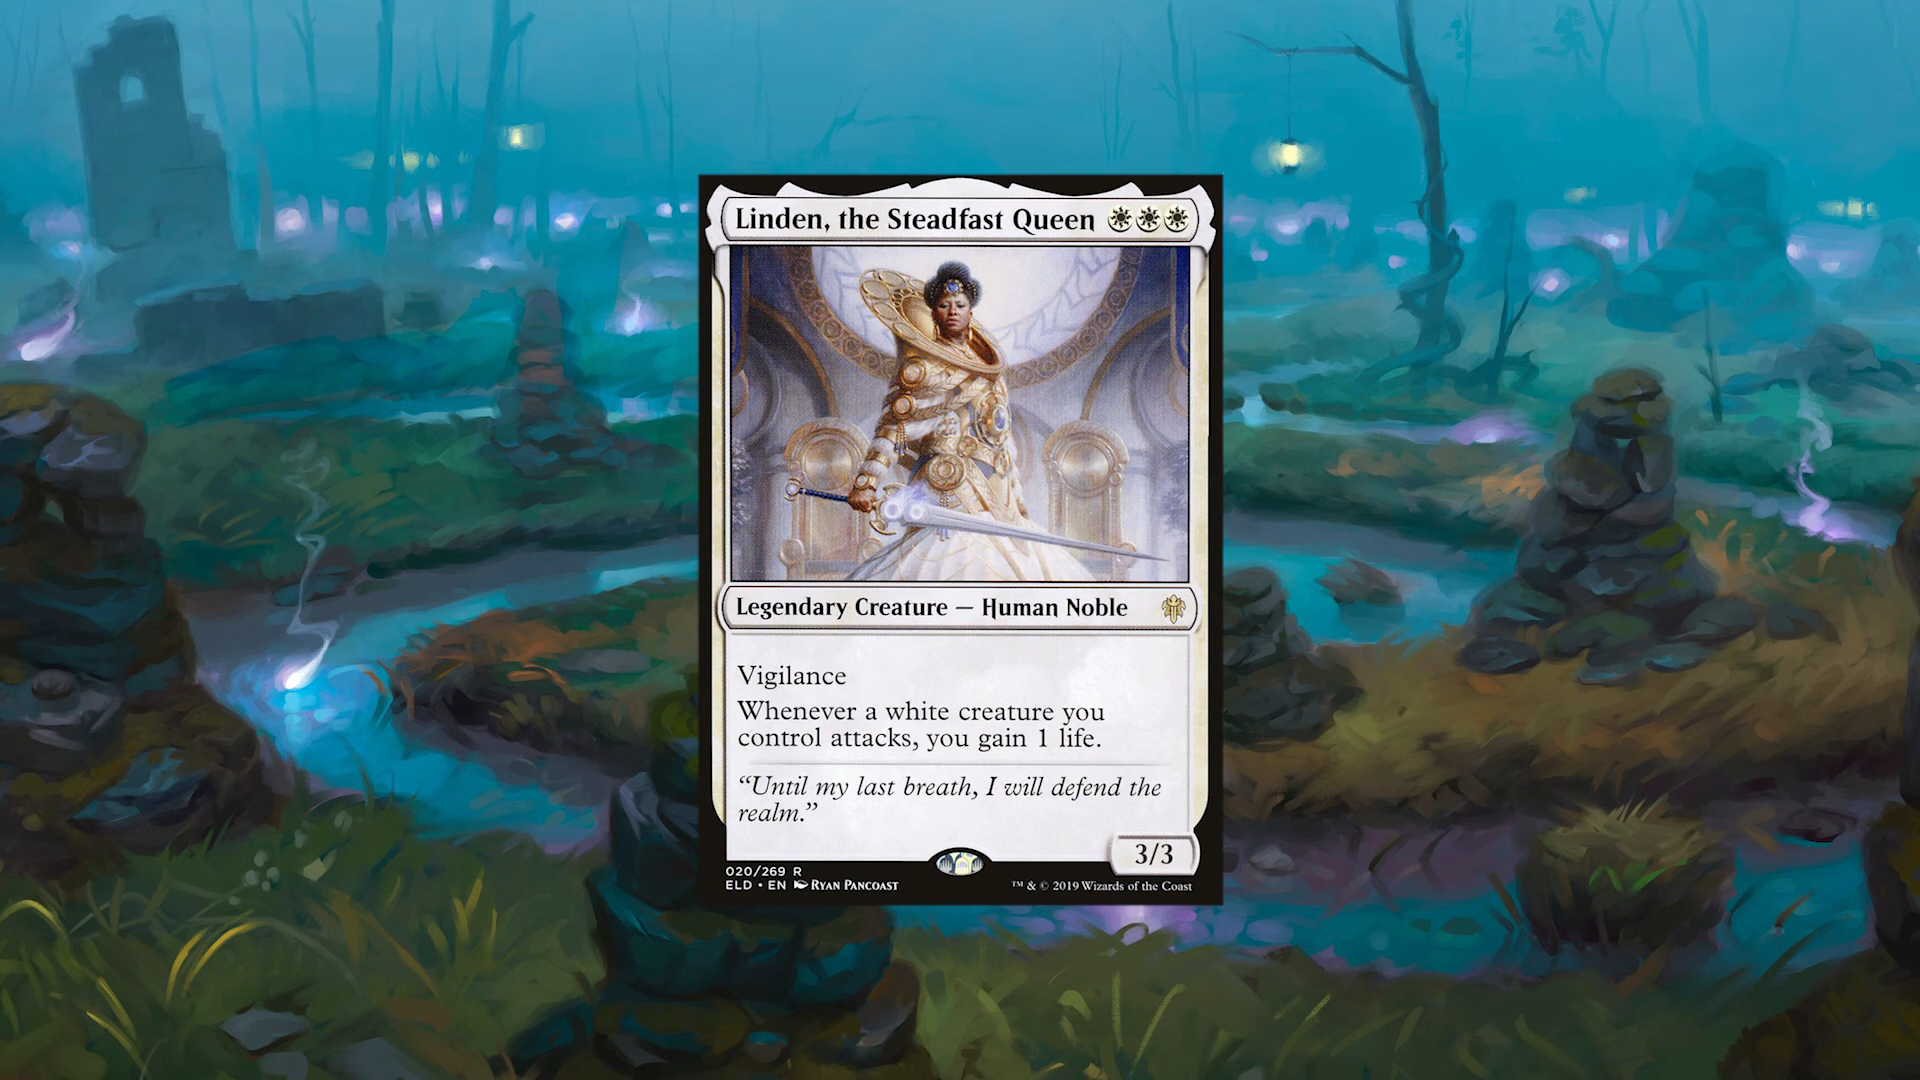 Linden, the Steadfast Queen
Legendary Creature — Human Noble
Vigilance
Whenever a white creature you
control attacks, you gain 1 life.
“Until my last breath, I will defend the
realm.”
3/3
020/269 R
ELD • EN Ryan Pancoast
™ & © 2019 Wizards of the Coast